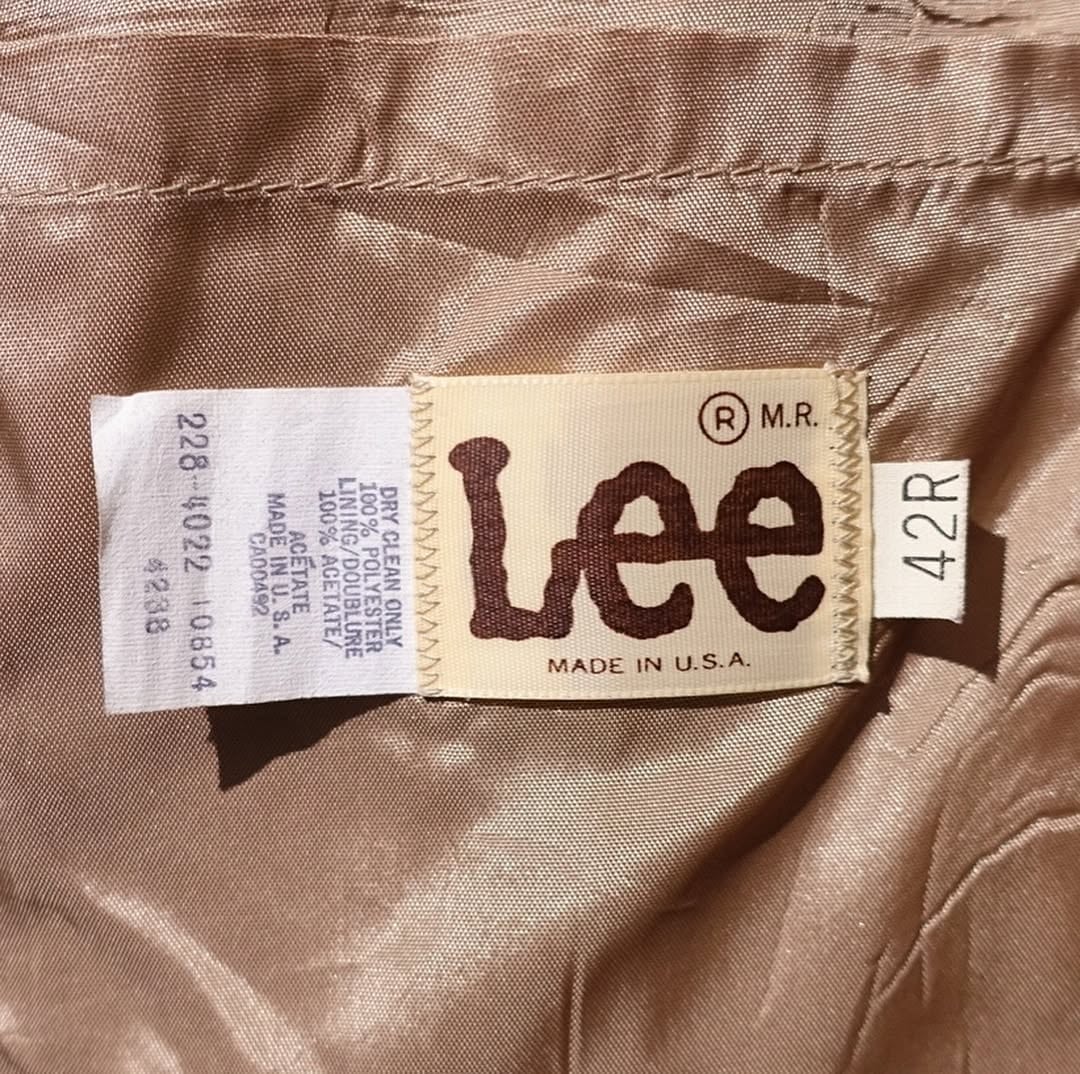 ® M.R.
Lee
MADE IN U.S.A.
42R
DRY CLEAN ONLY
100% POLYESTER
LINING/DOUBLURE
100% ACETATE/
ACÉTATE
MADE IN U.S.A.
CA00492
228-4022 10854
4238